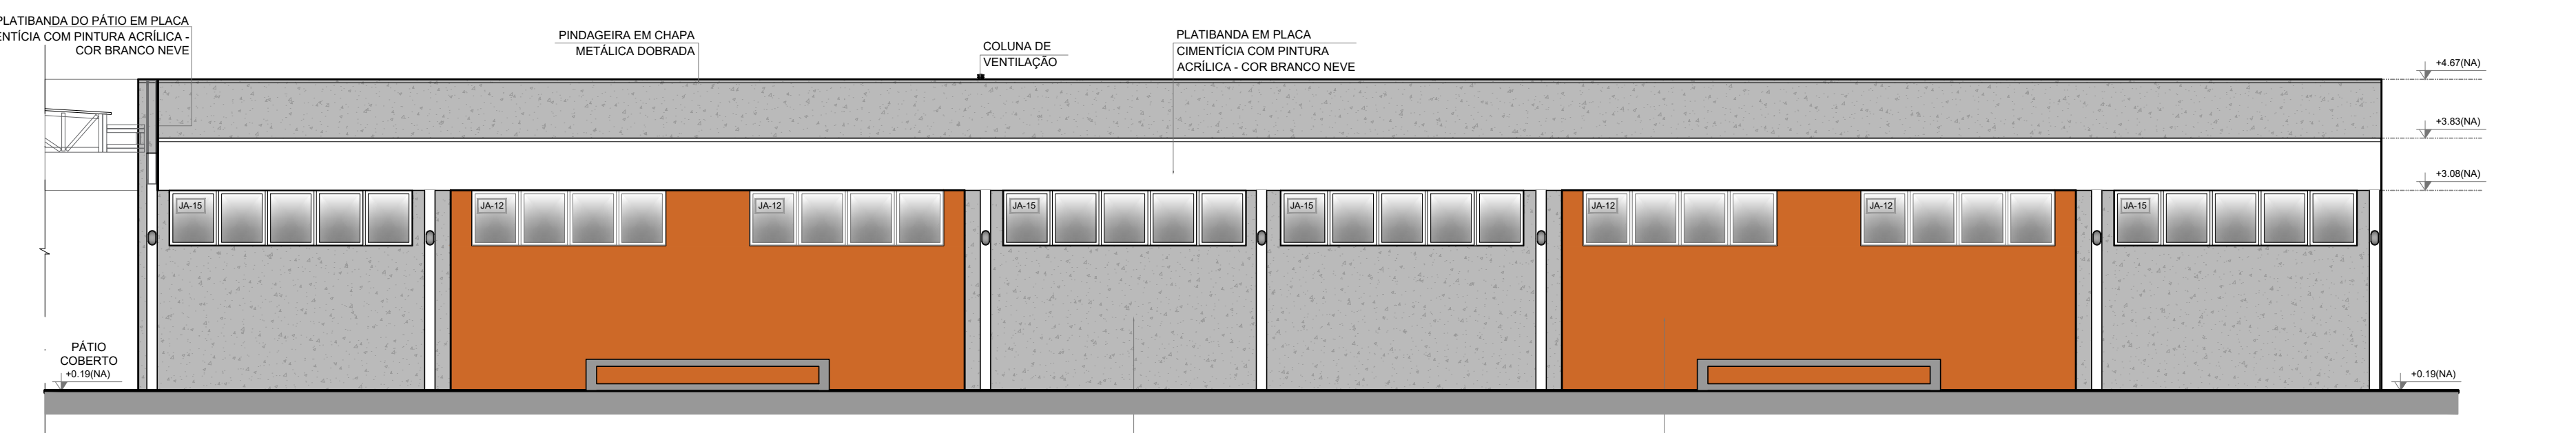 PLATIBANDA DO PÁTIO EM PLACA
ENTÍCIA COM PINTURA ACRÍLICA -
COR BRANCO NEVE
PINDAGEIRA EM CHAPA
METÁLICA DOBRADA
COLUNA DE
VENTILAÇÃO
PLATIBANDA EM PLACA
CIMENTÍCIA COM PINTURA
ACRÍLICA - COR BRANCO NEVE
+4.67(NA)
+3.83(NA)
+3.08(NA)
JA-15
JA-12
JA-12
JA-15
JA-15
JA-12
JA-12
JA-15
PÁTIO
COBERTO
+0.19(NA)
+0.19(NA)